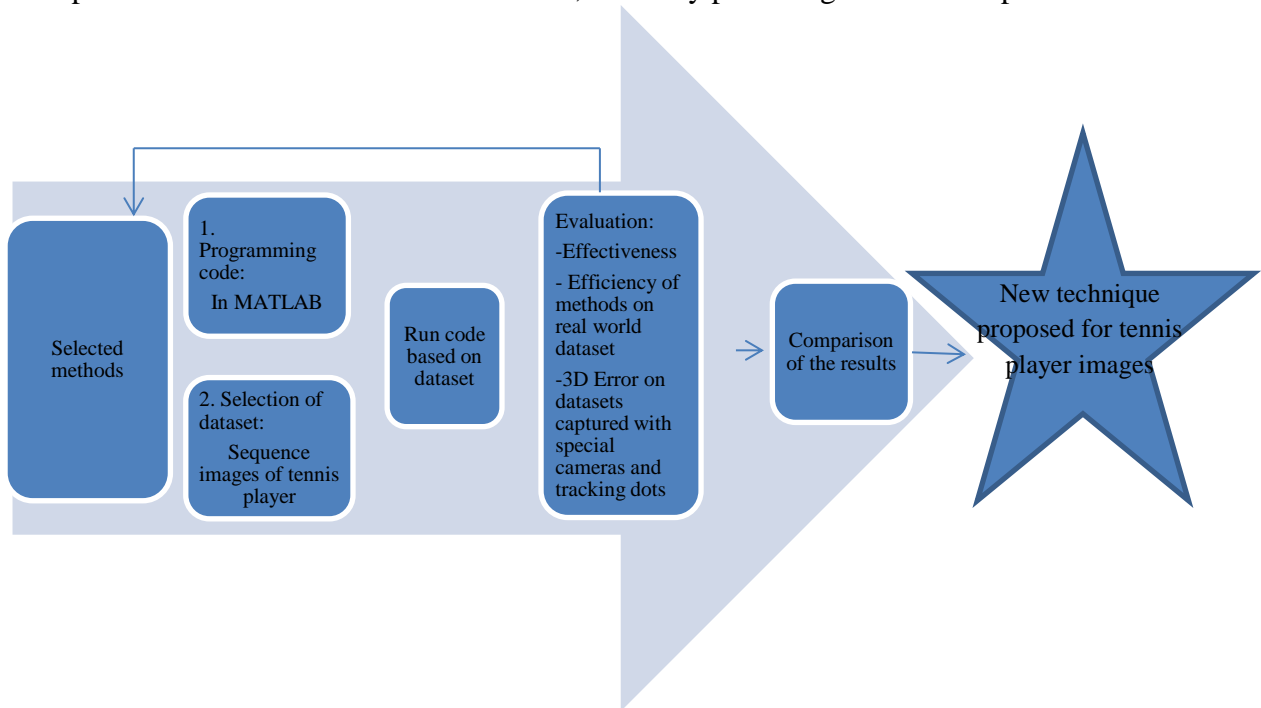 Selected
methods
1.
Programming
code:
In MATLAB
2. Selection of
dataset:
Sequence
images of tennis
player
Run code
based on
dataset
Evaluation:
-Effectiveness
- Efficiency of
methods on
real world
dataset
-3D Error on
datasets
captured with
special
cameras and
tracking dots
Comparison
of the results
New technique
proposed for tennis
player images